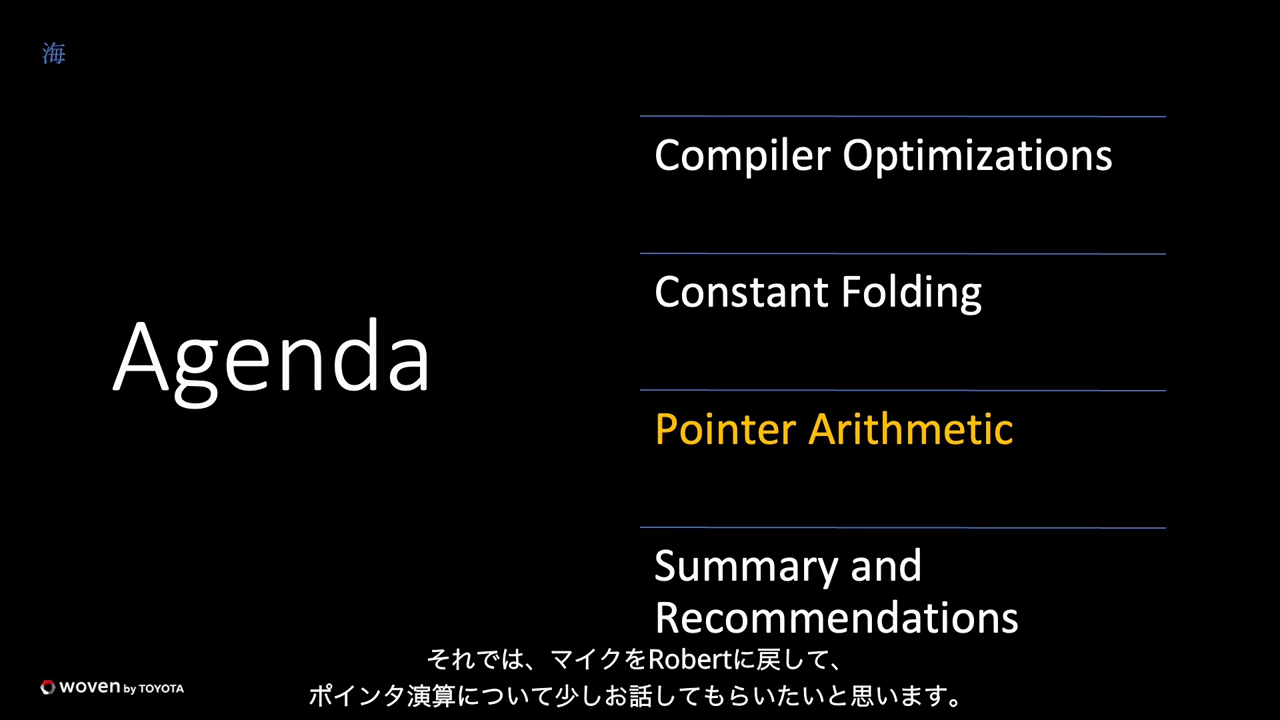 海
Agenda
Compiler Optimizations
Constant Folding
Pointer Arithmetic
Summary and
Recommendations
それでは、マイクをRobertに戻して、
ポインタ演算について少しお話してもらいたいと思います。
woven by TOYOTA